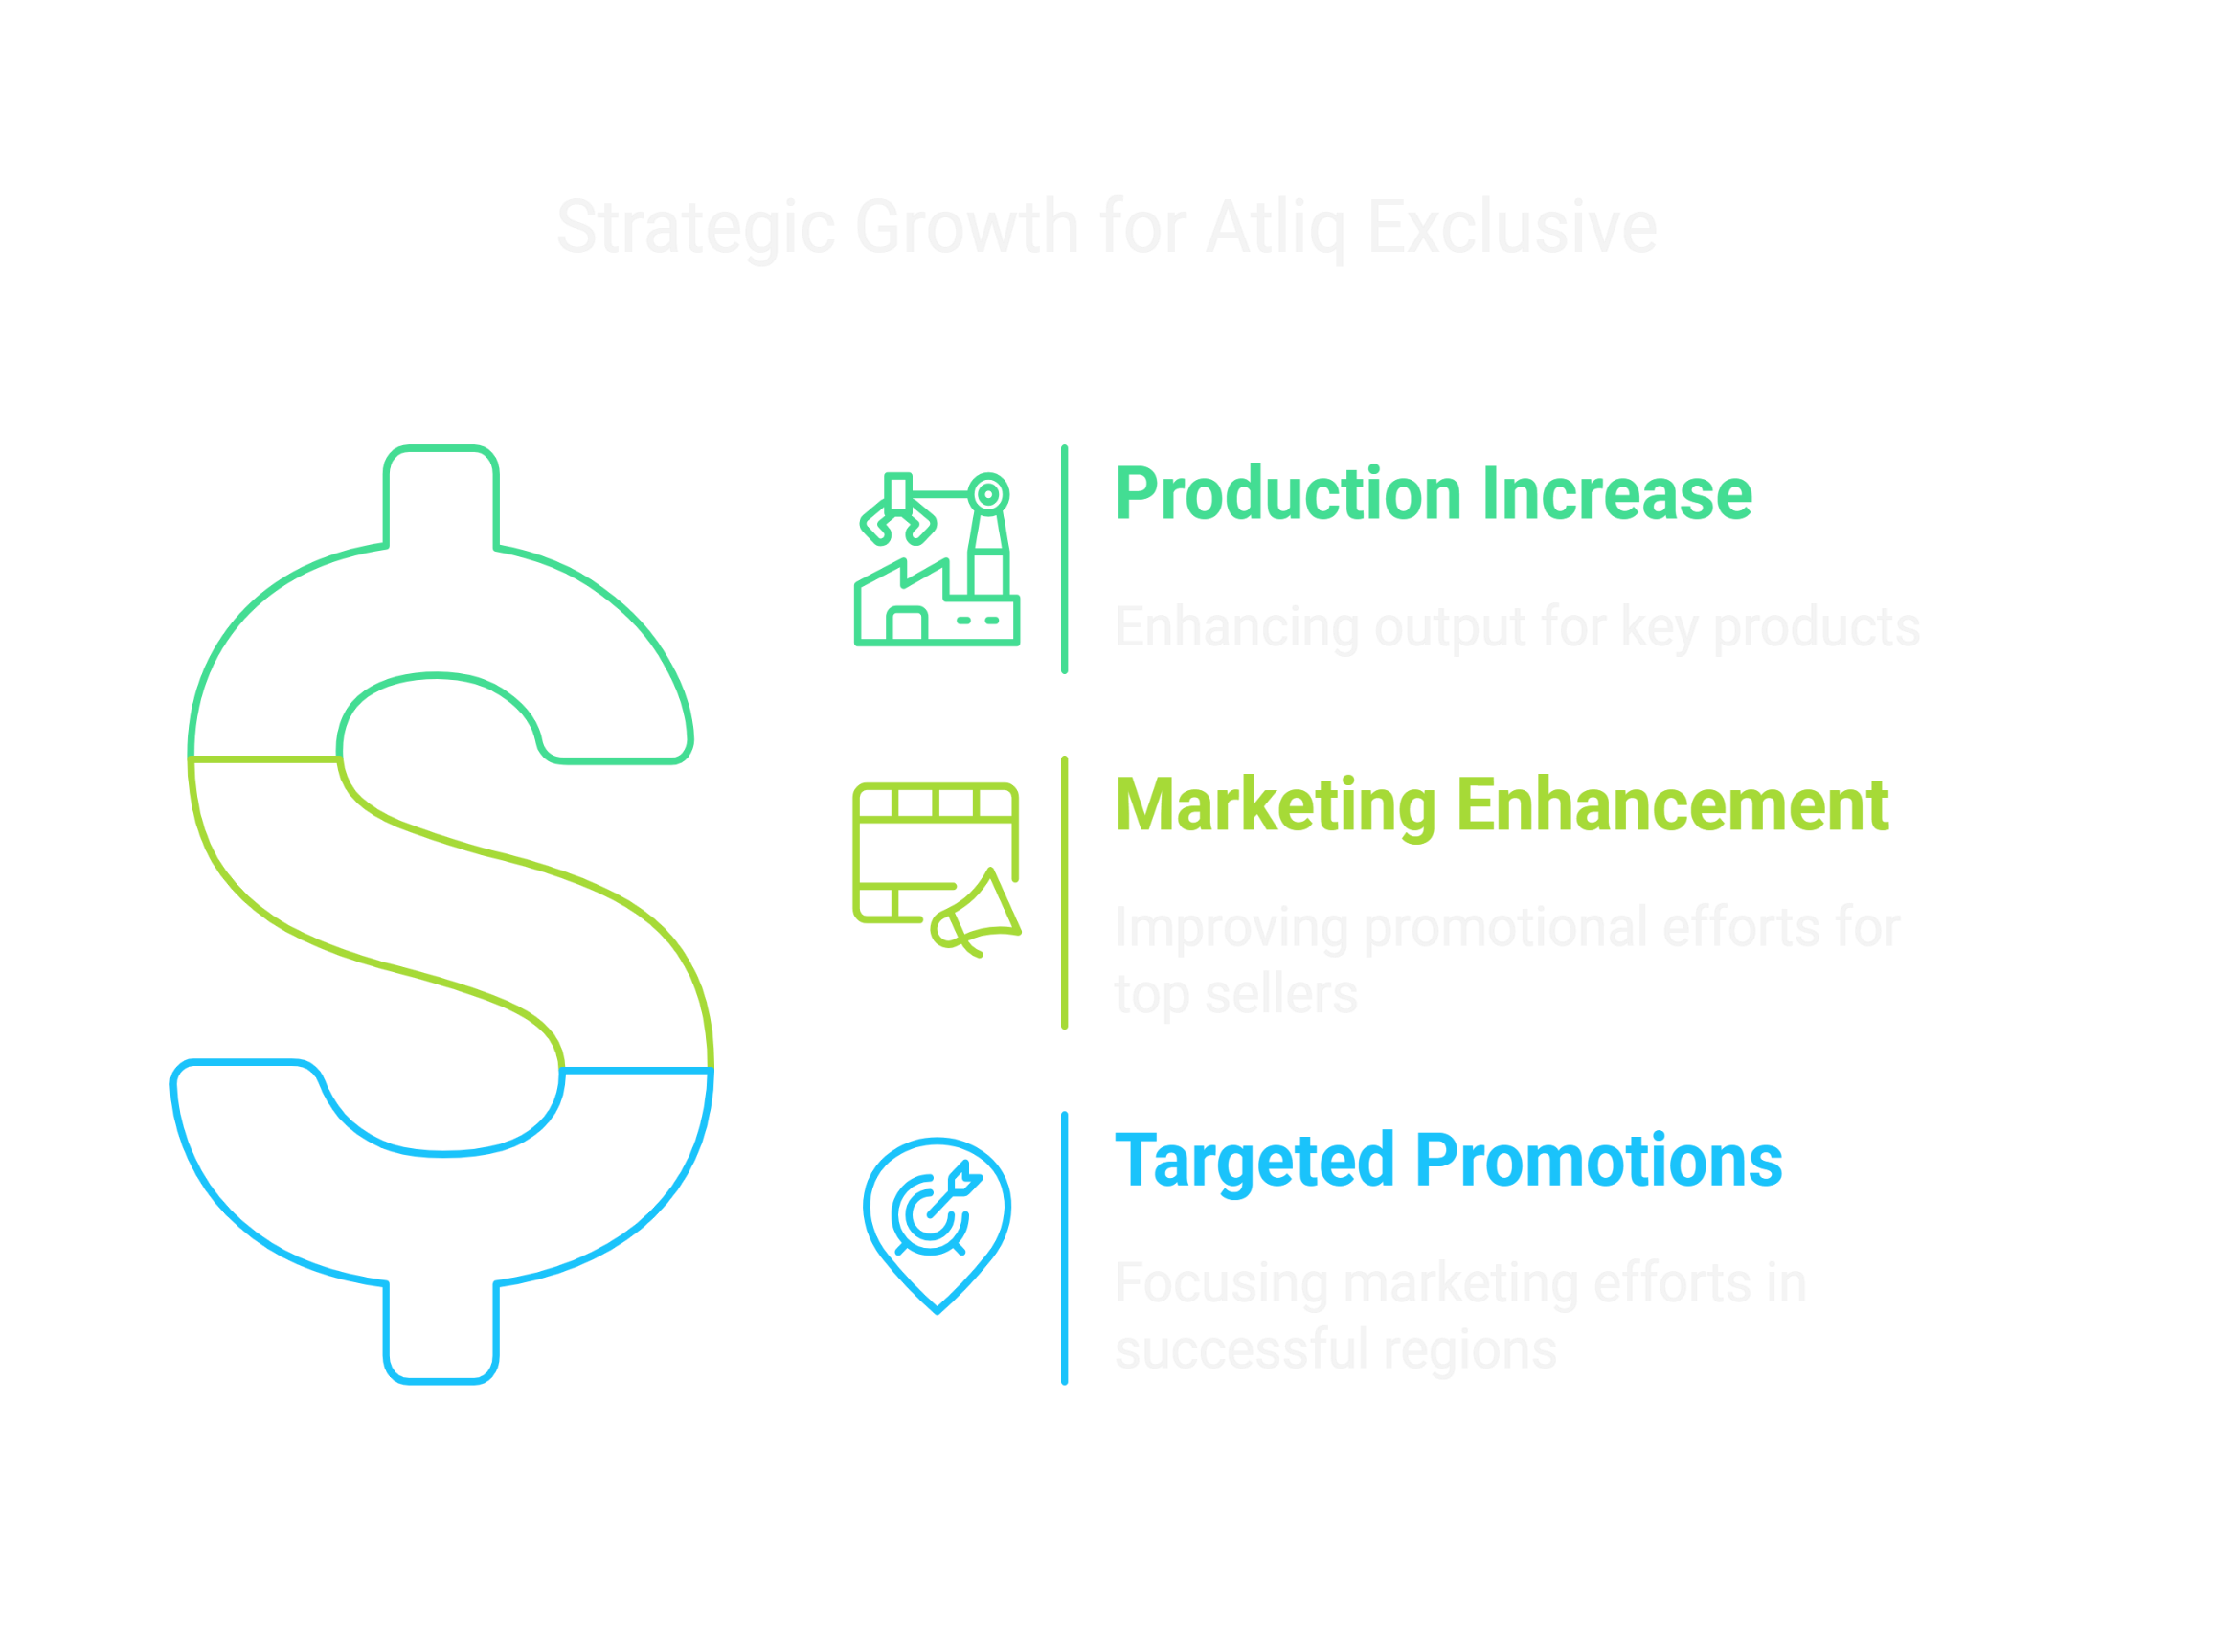 Strategic Growth for Atliq Exclusive
Production Increase
Enhancing output for key products
Marketing Enhancement
Improving promotional efforts for
top sellers
Targeted Promotions
Focusing marketing efforts in
successful regions